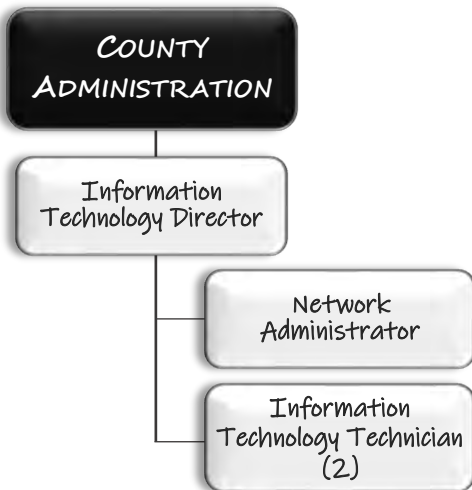 COUNTY
ADMINISTRATION
Information
Technology Director
Network
Administrator
Information
Technology Technician
(2)